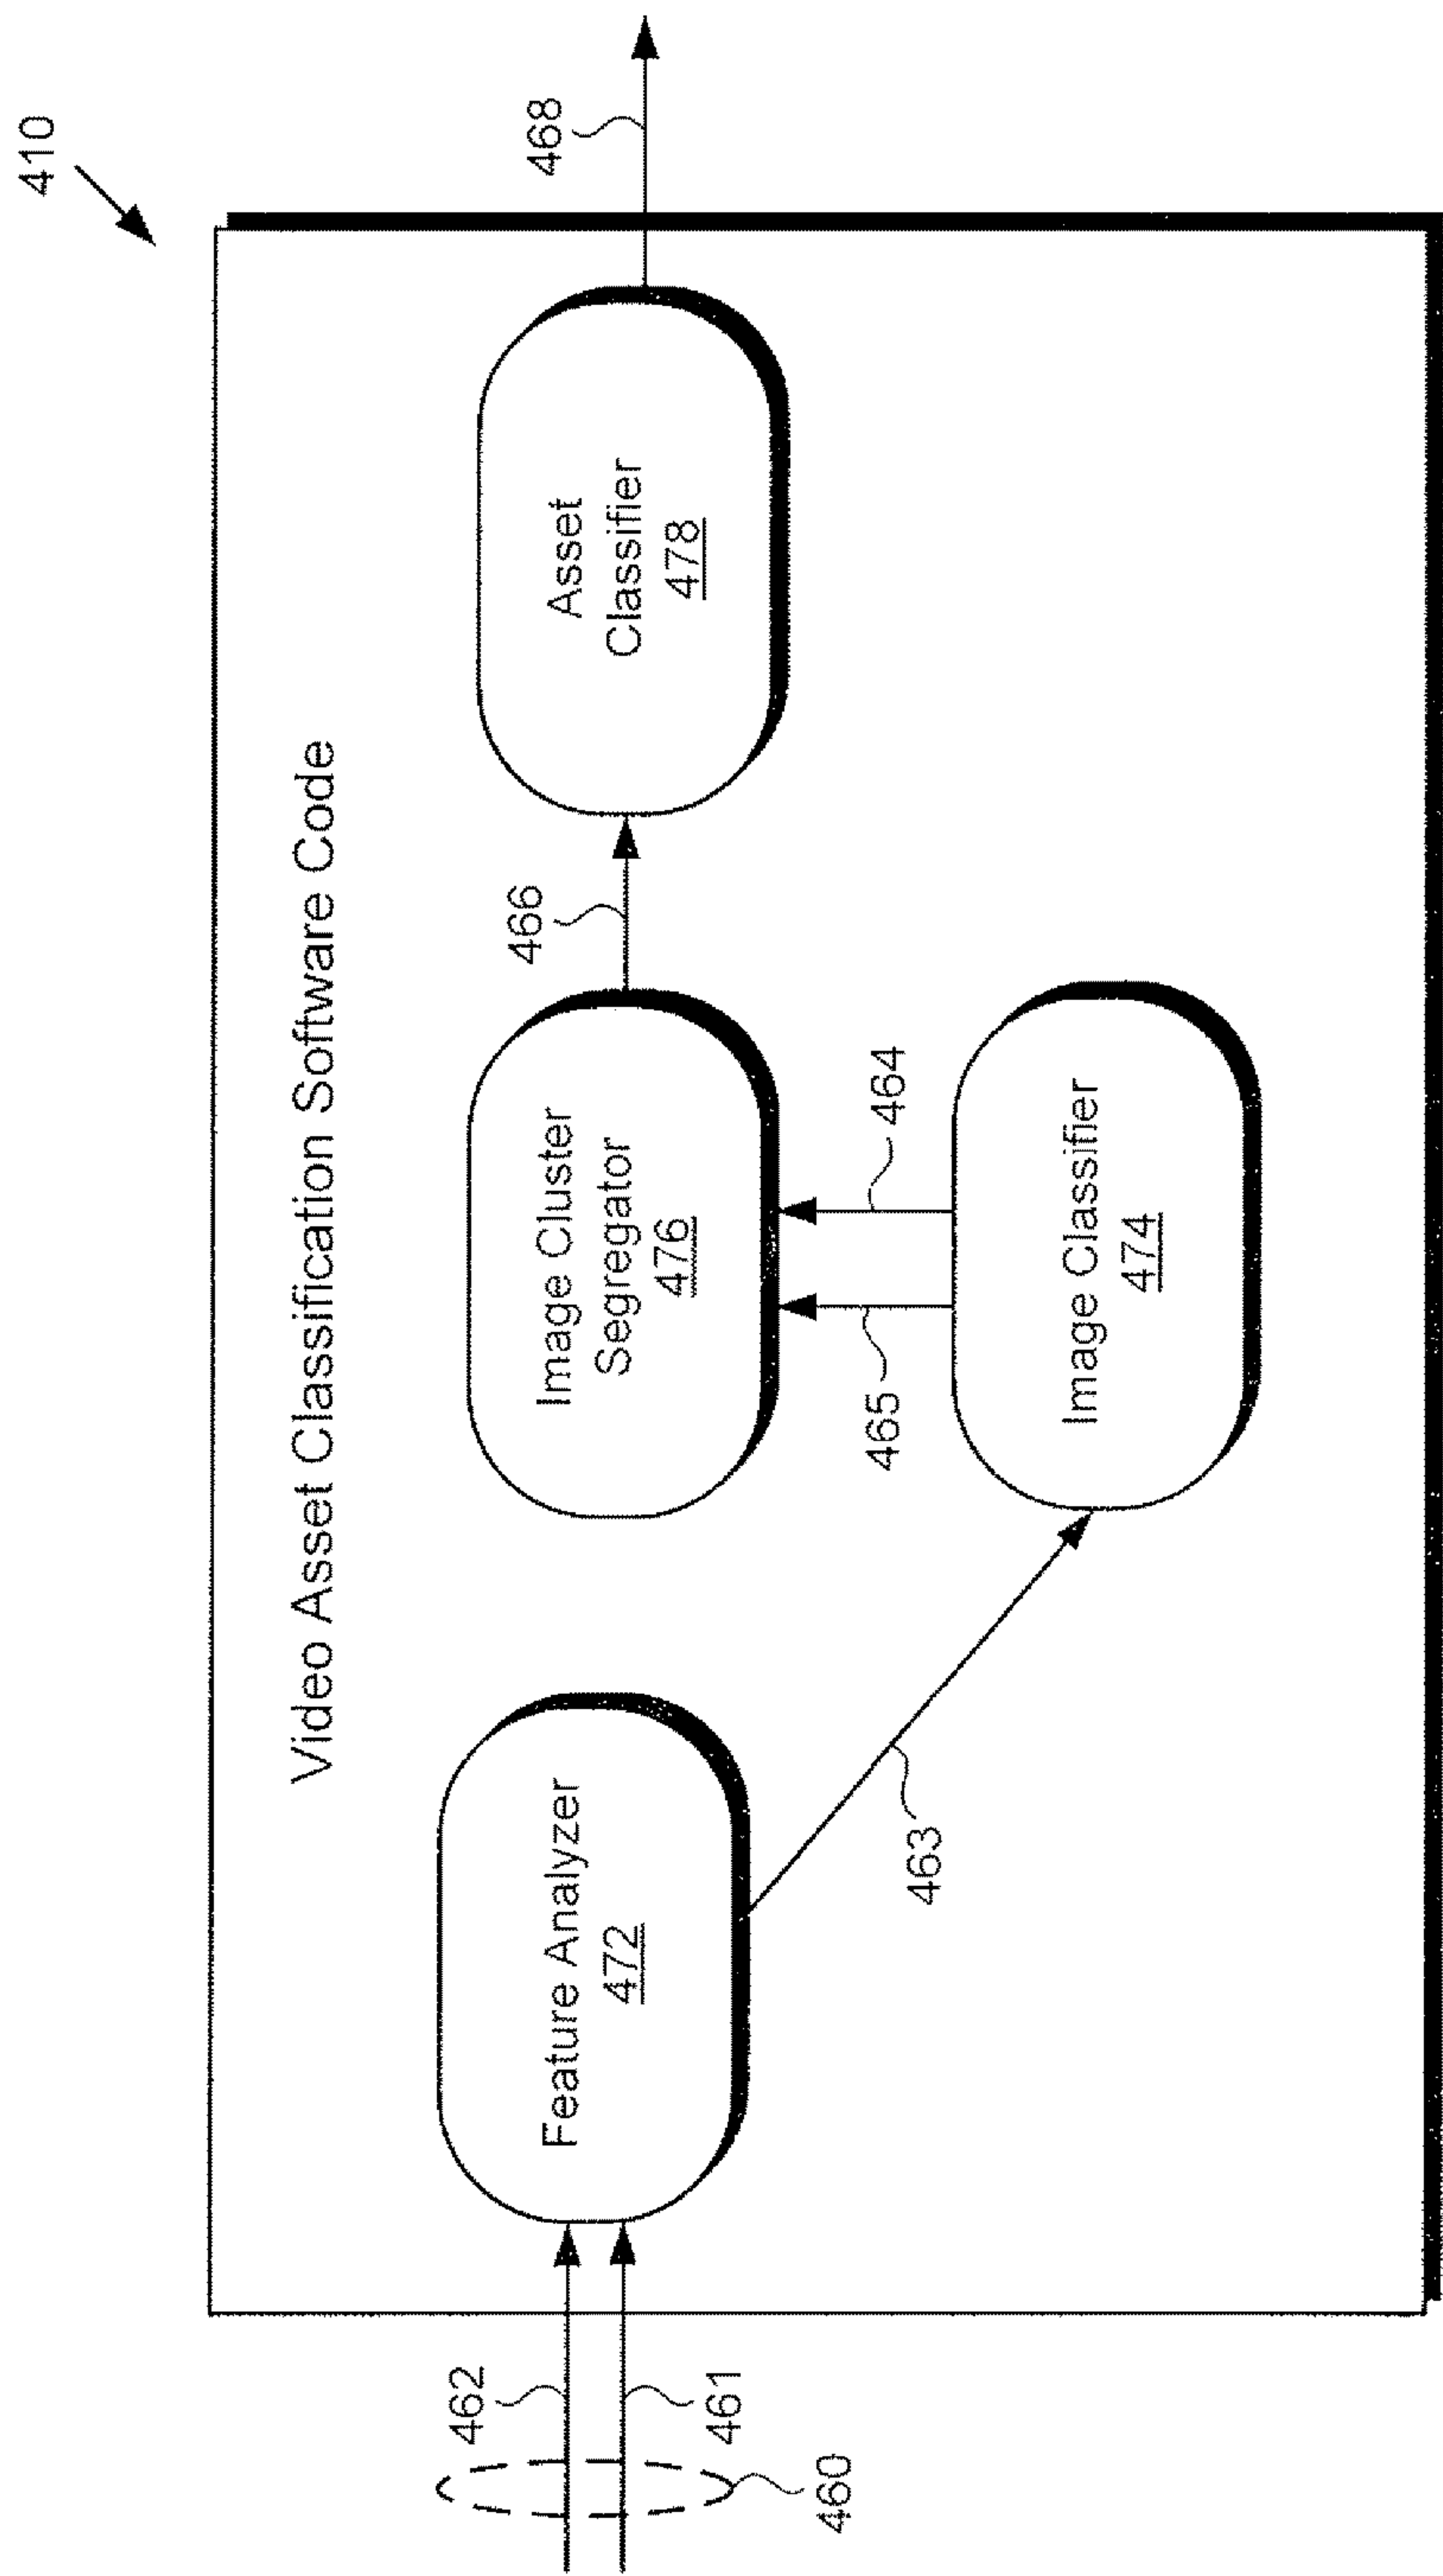 410
Video Asset Classification Software Code
462
461
460
Feature Analyzer
472
463
Image Cluster
Segregator
476
465
464
Image Classifier
474
466
Asset
Classifier
478
468